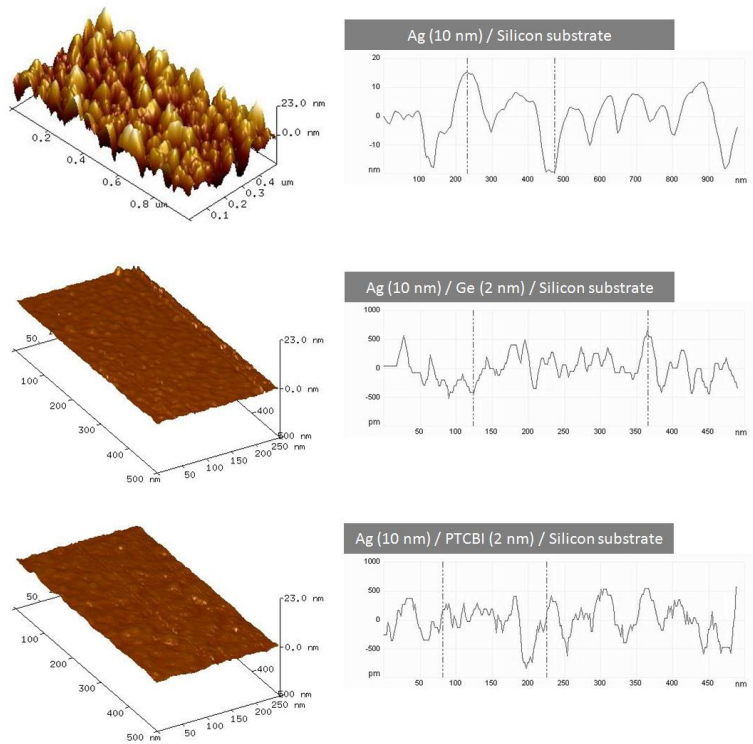 Ag (10 nm) / Silicon substrate
23.0 nm
0.0 nm
0.2
0.4
0.6
0.8
um
0.4 um
0.3
0.2
0.1
20
10
0
-10
nm
100 200 300 400 500 600 700 800 900
nm
Ag (10 nm) / Ge (2 nm) / Silicon substrate
23.0 nm
0.0 nm
50
100
200
300
400
500 nm
50 100 150 200 250 nm
400
500 nm
1000
500
0
-500
pm
50 100 150 200 250 300 350 400 450
nm
Ag (10 nm) / PTCBI (2 nm) / Silicon substrate
23.0 nm
0.0 nm
50
100
200
300
400
500 nm
50 100 150 200 250 nm
400
500 nm
1000
500
0
-500
pm
50 100 150 200 250 300 350 400 450
nm